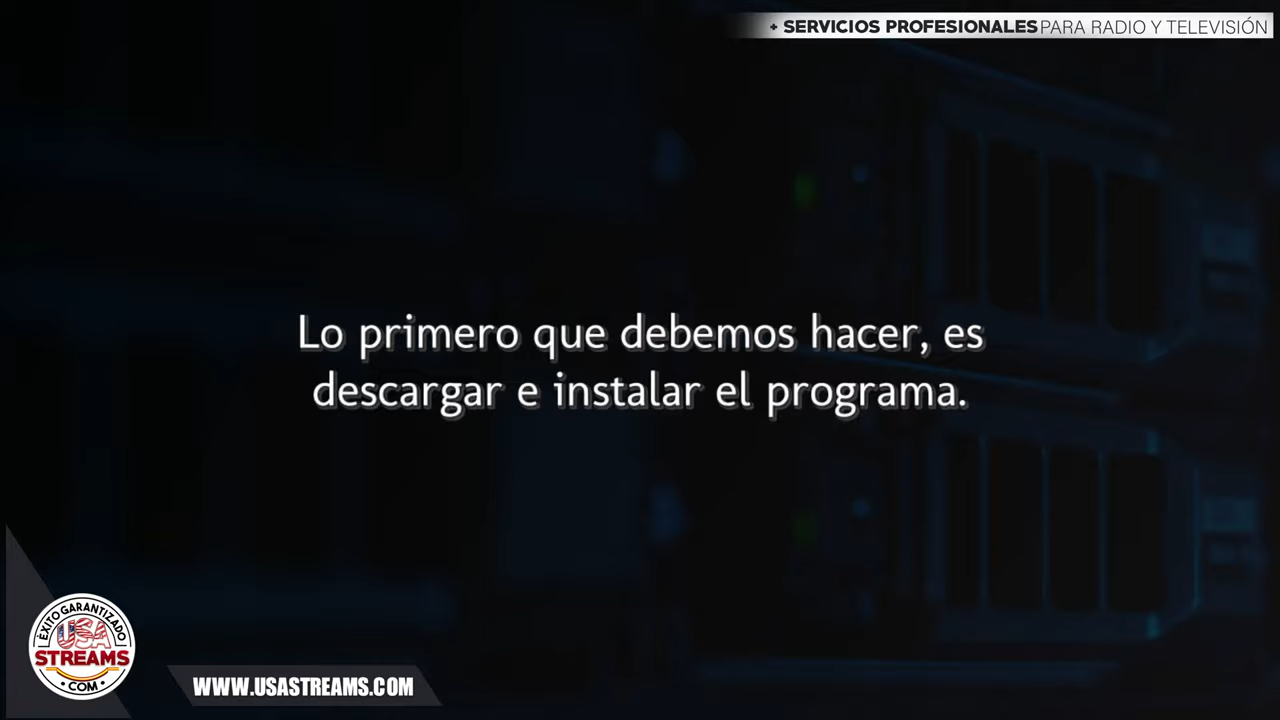 + SERVICIOS PROFESIONALES PARA RADIO Y TELEVISIÓN
Lo primero que debemos hacer, es
descargar e instalar el programa.
ÉXITO GARANTIZADO
USA
STREAMS
• COM •
WWW.USASTREAMS.COM